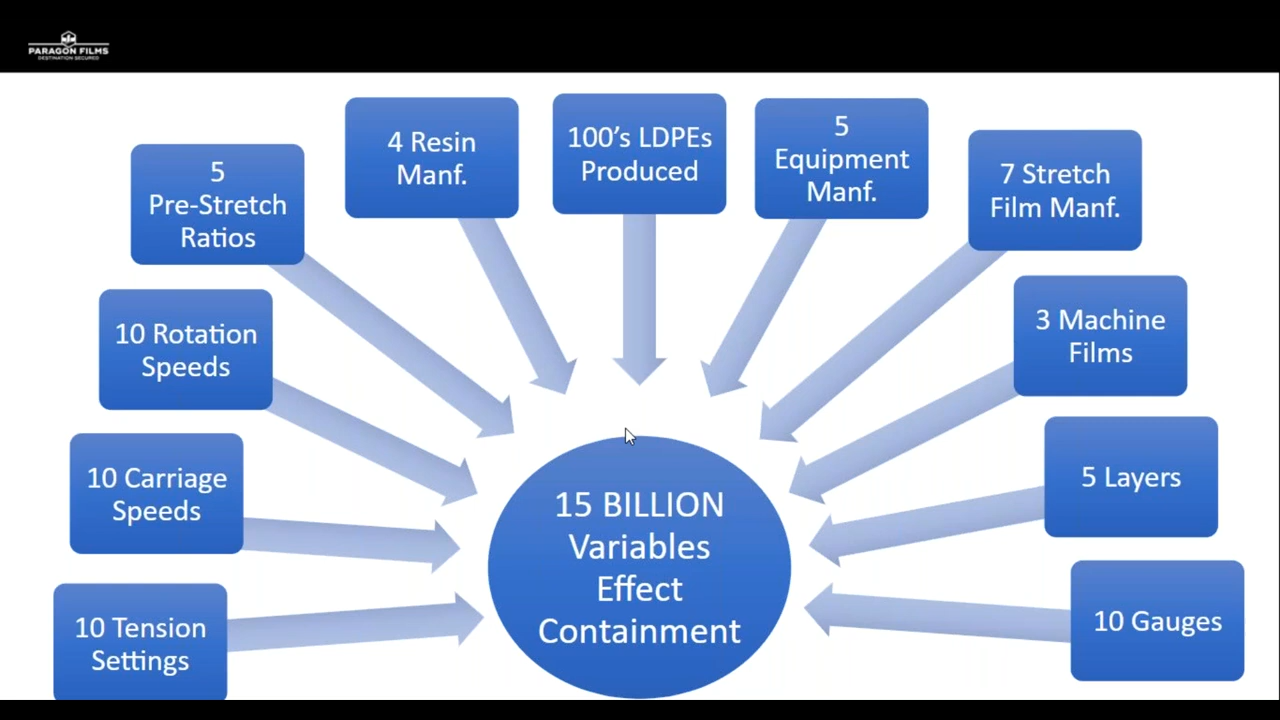 PARAGON FILMS
DESTINATION SECURED
5
Pre-Stretch
Ratios
4 Resin
Manf.
100’s LDPEs
Produced
5
Equipment
Manf.
7 Stretch
Film Manf.
10 Rotation
Speeds
3 Machine
Films
10 Carriage
Speeds
5 Layers
10 Tension
Settings
10 Gauges
15 BILLION
Variables
Effect
Containment